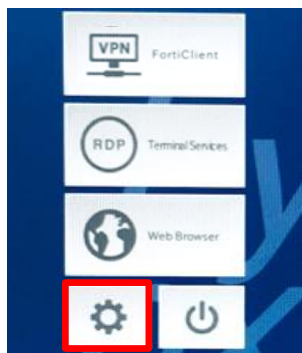 VPN
FortiClient
RDP
Terminal Services
Web Browser